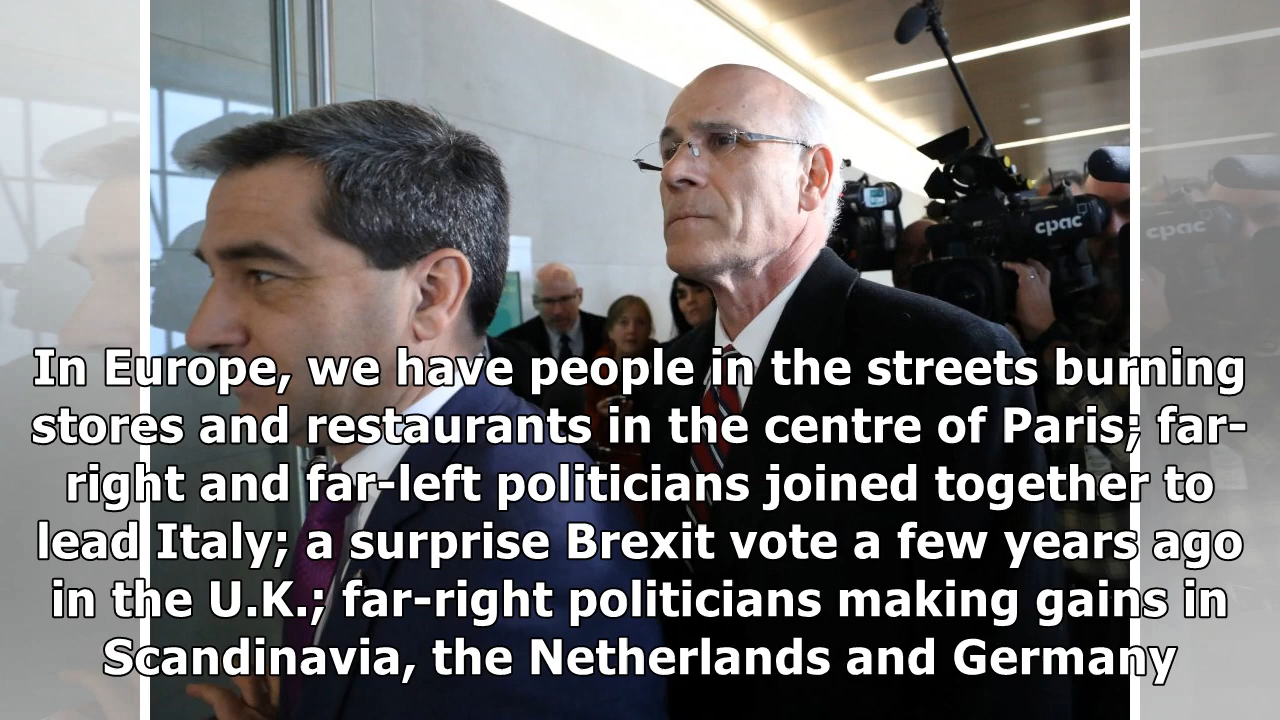 cpac
cpac
In Europe, we have people in the streets burning
stores and restaurants in the centre of Paris; far-
right and far-left politicians joined together to
lead Italy; a surprise Brexit vote a few years ago
in the U.K.; far-right politicians making gains in
Scandinavia, the Netherlands and Germany